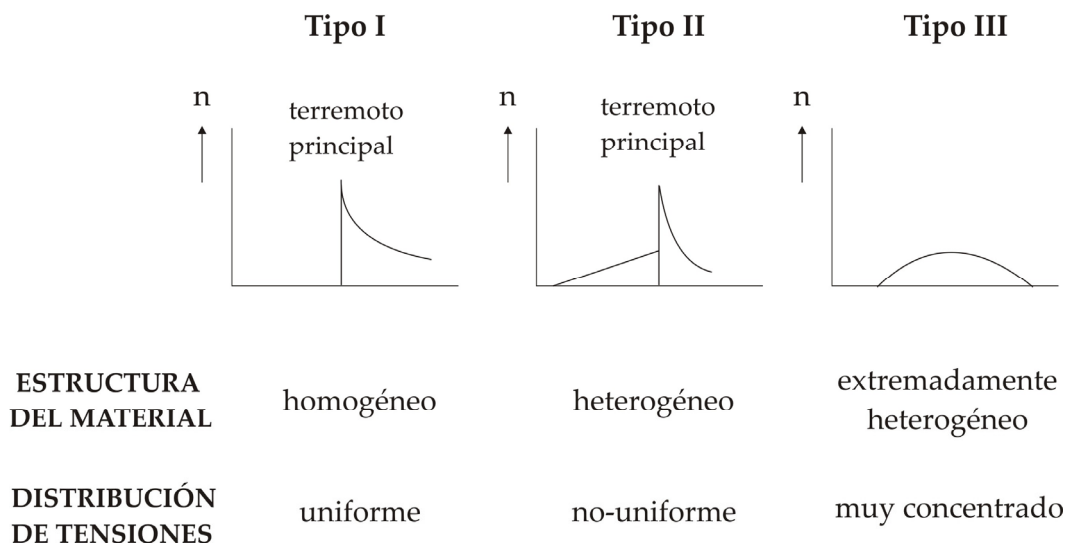 Tipo I
Tipo II
Tipo III
n
terremoto
principal
n
terremoto
principal
n
ESTRUCTURA
DEL MATERIAL
homogéneo
heterogéneo
extremadamente
heterogéneo
DISTRIBUCIÓN
DE TENSIONES
uniforme
no-uniforme
muy concentrado